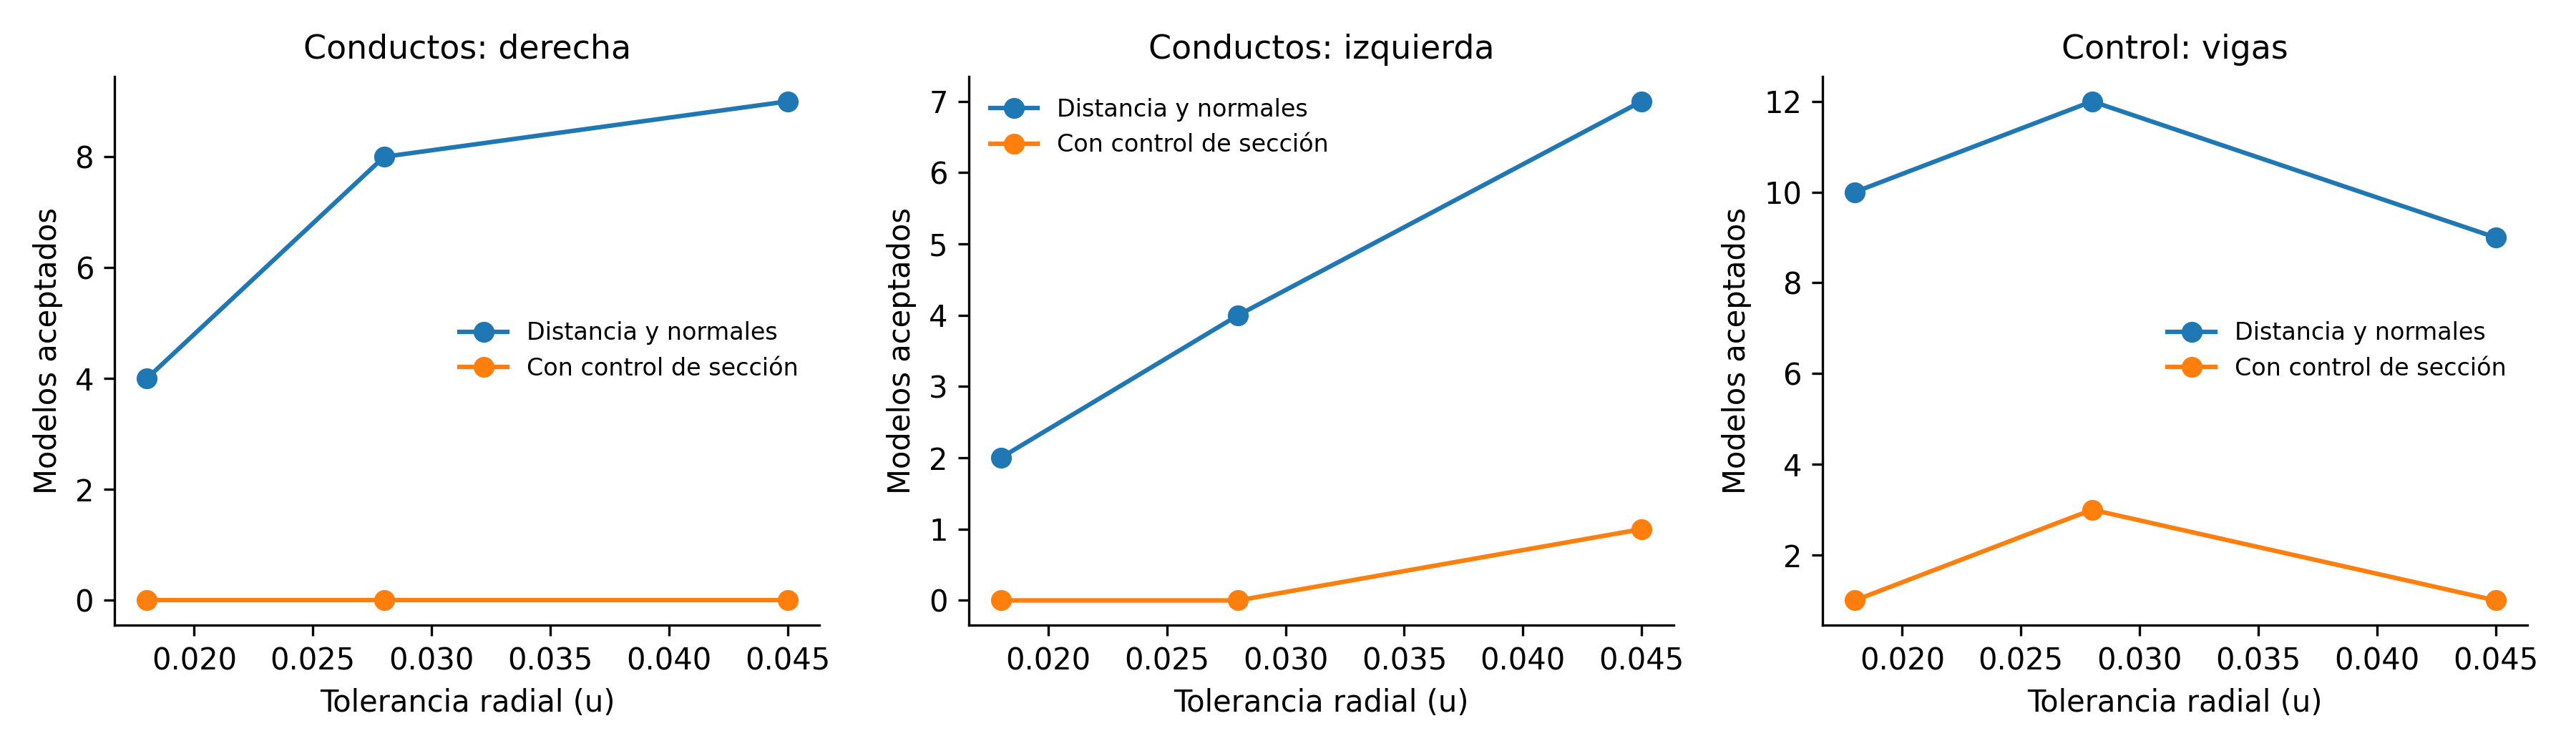 Conductos: derecha
Modelos aceptados
8
6
4
2
0
Distancia y normales
Con control de sección
0.020 0.025 0.030 0.035 0.040 0.045
Tolerancia radial (u)
Conductos: izquierda
Modelos aceptados
7
6
5
4
3
2
1
0
Distancia y normales
Con control de sección
0.020 0.025 0.030 0.035 0.040 0.045
Tolerancia radial (u)
Control: vigas
Modelos aceptados
12
10
8
6
4
2
Distancia y normales
Con control de sección
0.020 0.025 0.030 0.035 0.040 0.045
Tolerancia radial (u)